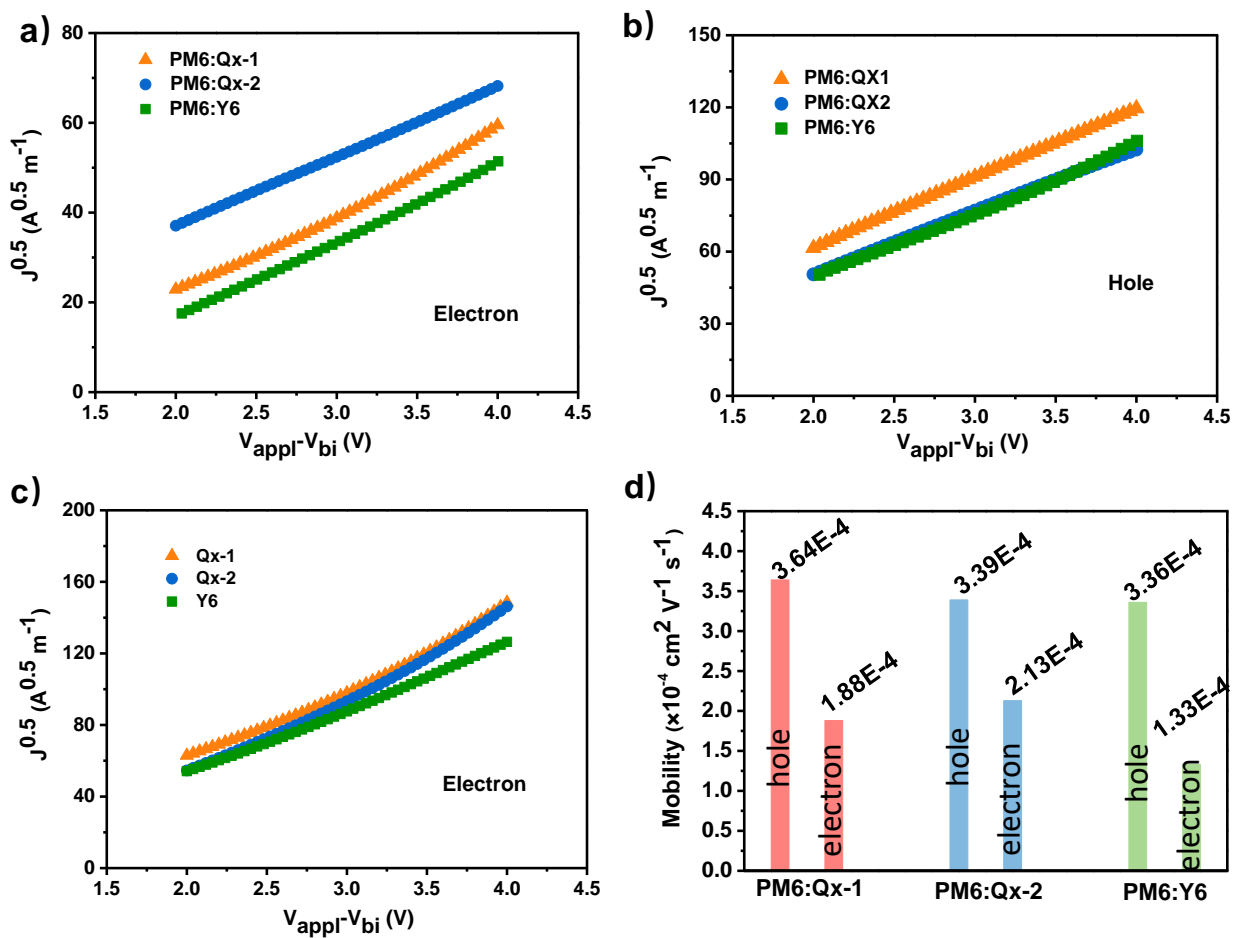 a)
PM6:Qx-1
PM6:Qx-2
PM6:Y6
J^0.5 (A^0.5 m^-1)
80
60
40
20
0
Electron
1.5 2.0 2.5 3.0 3.5 4.0 4.5
V_appl-V_bi (V)
b)
PM6:QX1
PM6:QX2
PM6:Y6
J^0.5 (A^0.5 m^-1)
150
120
90
60
30
0
Hole
1.5 2.0 2.5 3.0 3.5 4.0 4.5
V_appl-V_bi (V)
c)
Qx-1
Qx-2
Y6
J^0.5 (A^0.5 m^-1)
200
160
120
80
40
0
Electron
1.5 2.0 2.5 3.0 3.5 4.0 4.5
V_appl-V_bi (V)
d)
Mobility (×10^-4 cm^2 V^-1 s^-1)
4.5
4.0
3.5
3.0
2.5
2.0
1.5
1.0
0.5
0.0
3.64E-4
1.88E-4
3.39E-4
2.13E-4
3.36E-4
1.33E-4
hole
electron
hole
electron
hole
electron
PM6:Qx-1 PM6:Qx-2 PM6:Y6